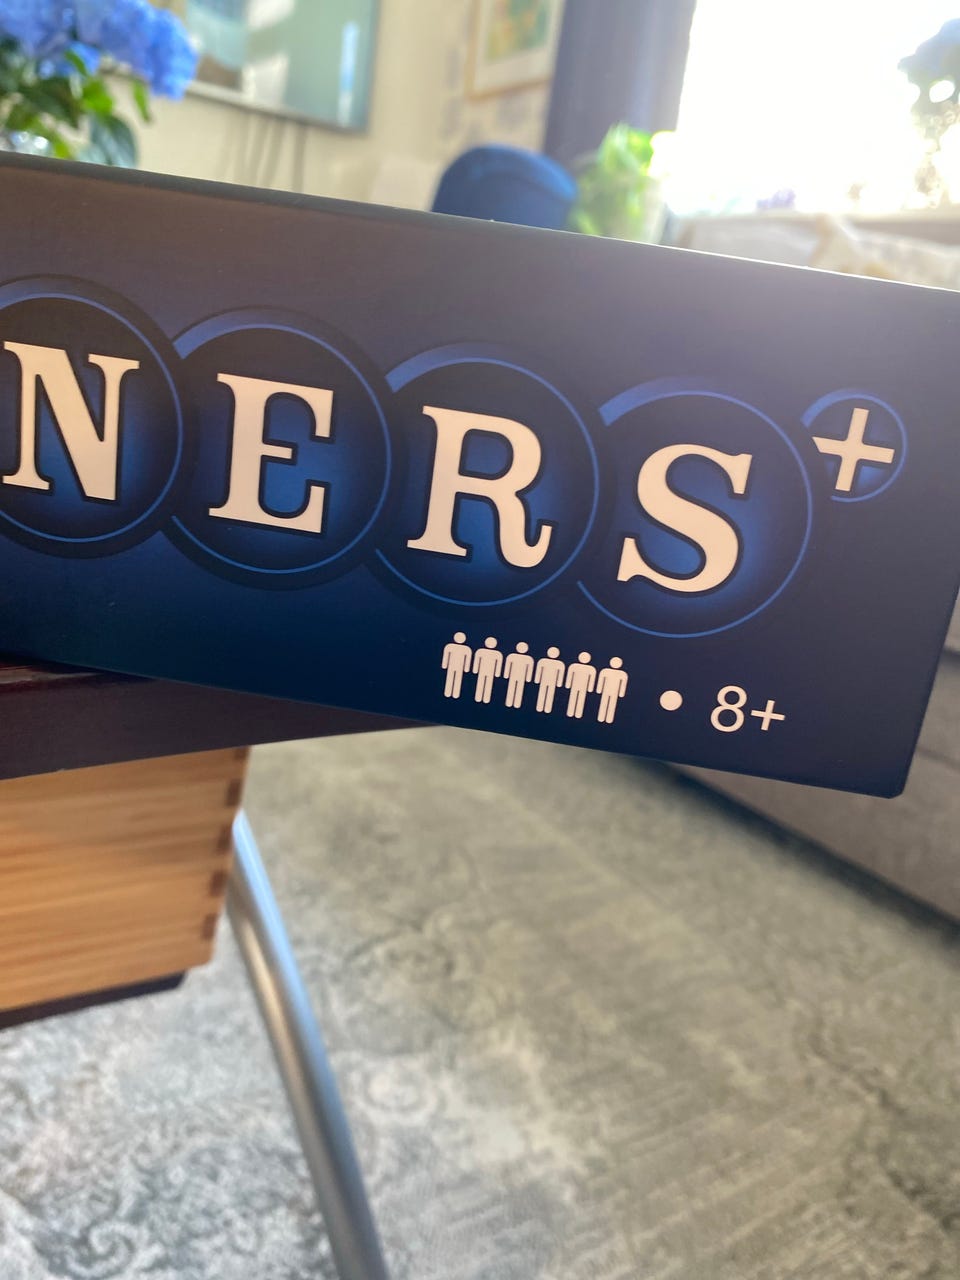 NERS+
• 8+